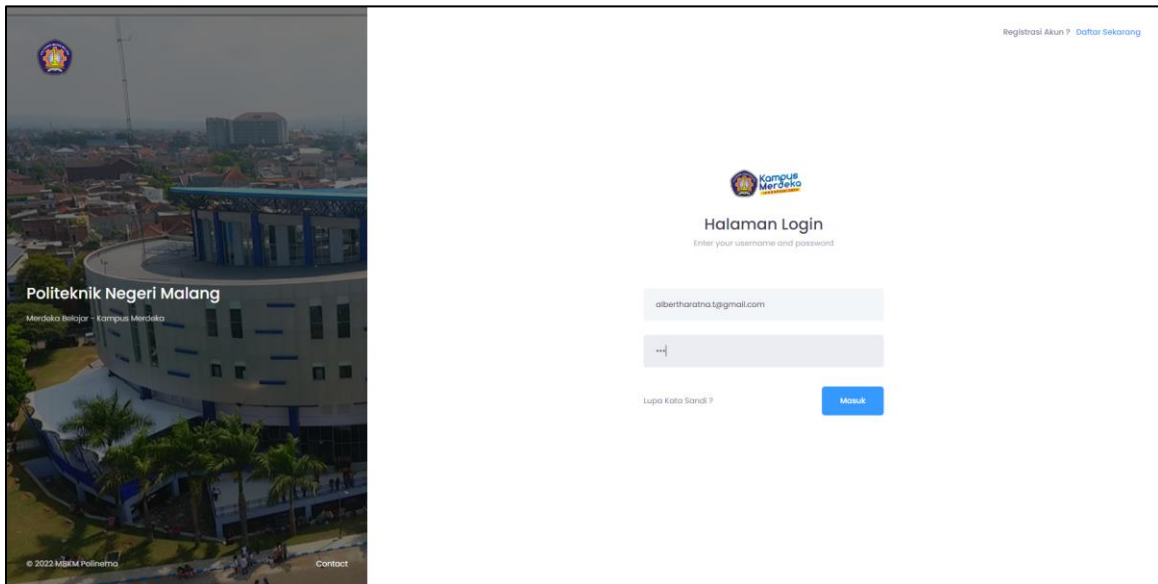 Registrasi Akun ? Daftar Sekarang
Kampus
Merdeka
Halaman Login
Enter your username and password
albertharatna.t@gmail.com
•••
Lupa Kata Sandi ?
Masuk
Politeknik Negeri Malang
Merdeka Belajar - Kampus Merdeka
© 2022 MBKM Polinema
Contact